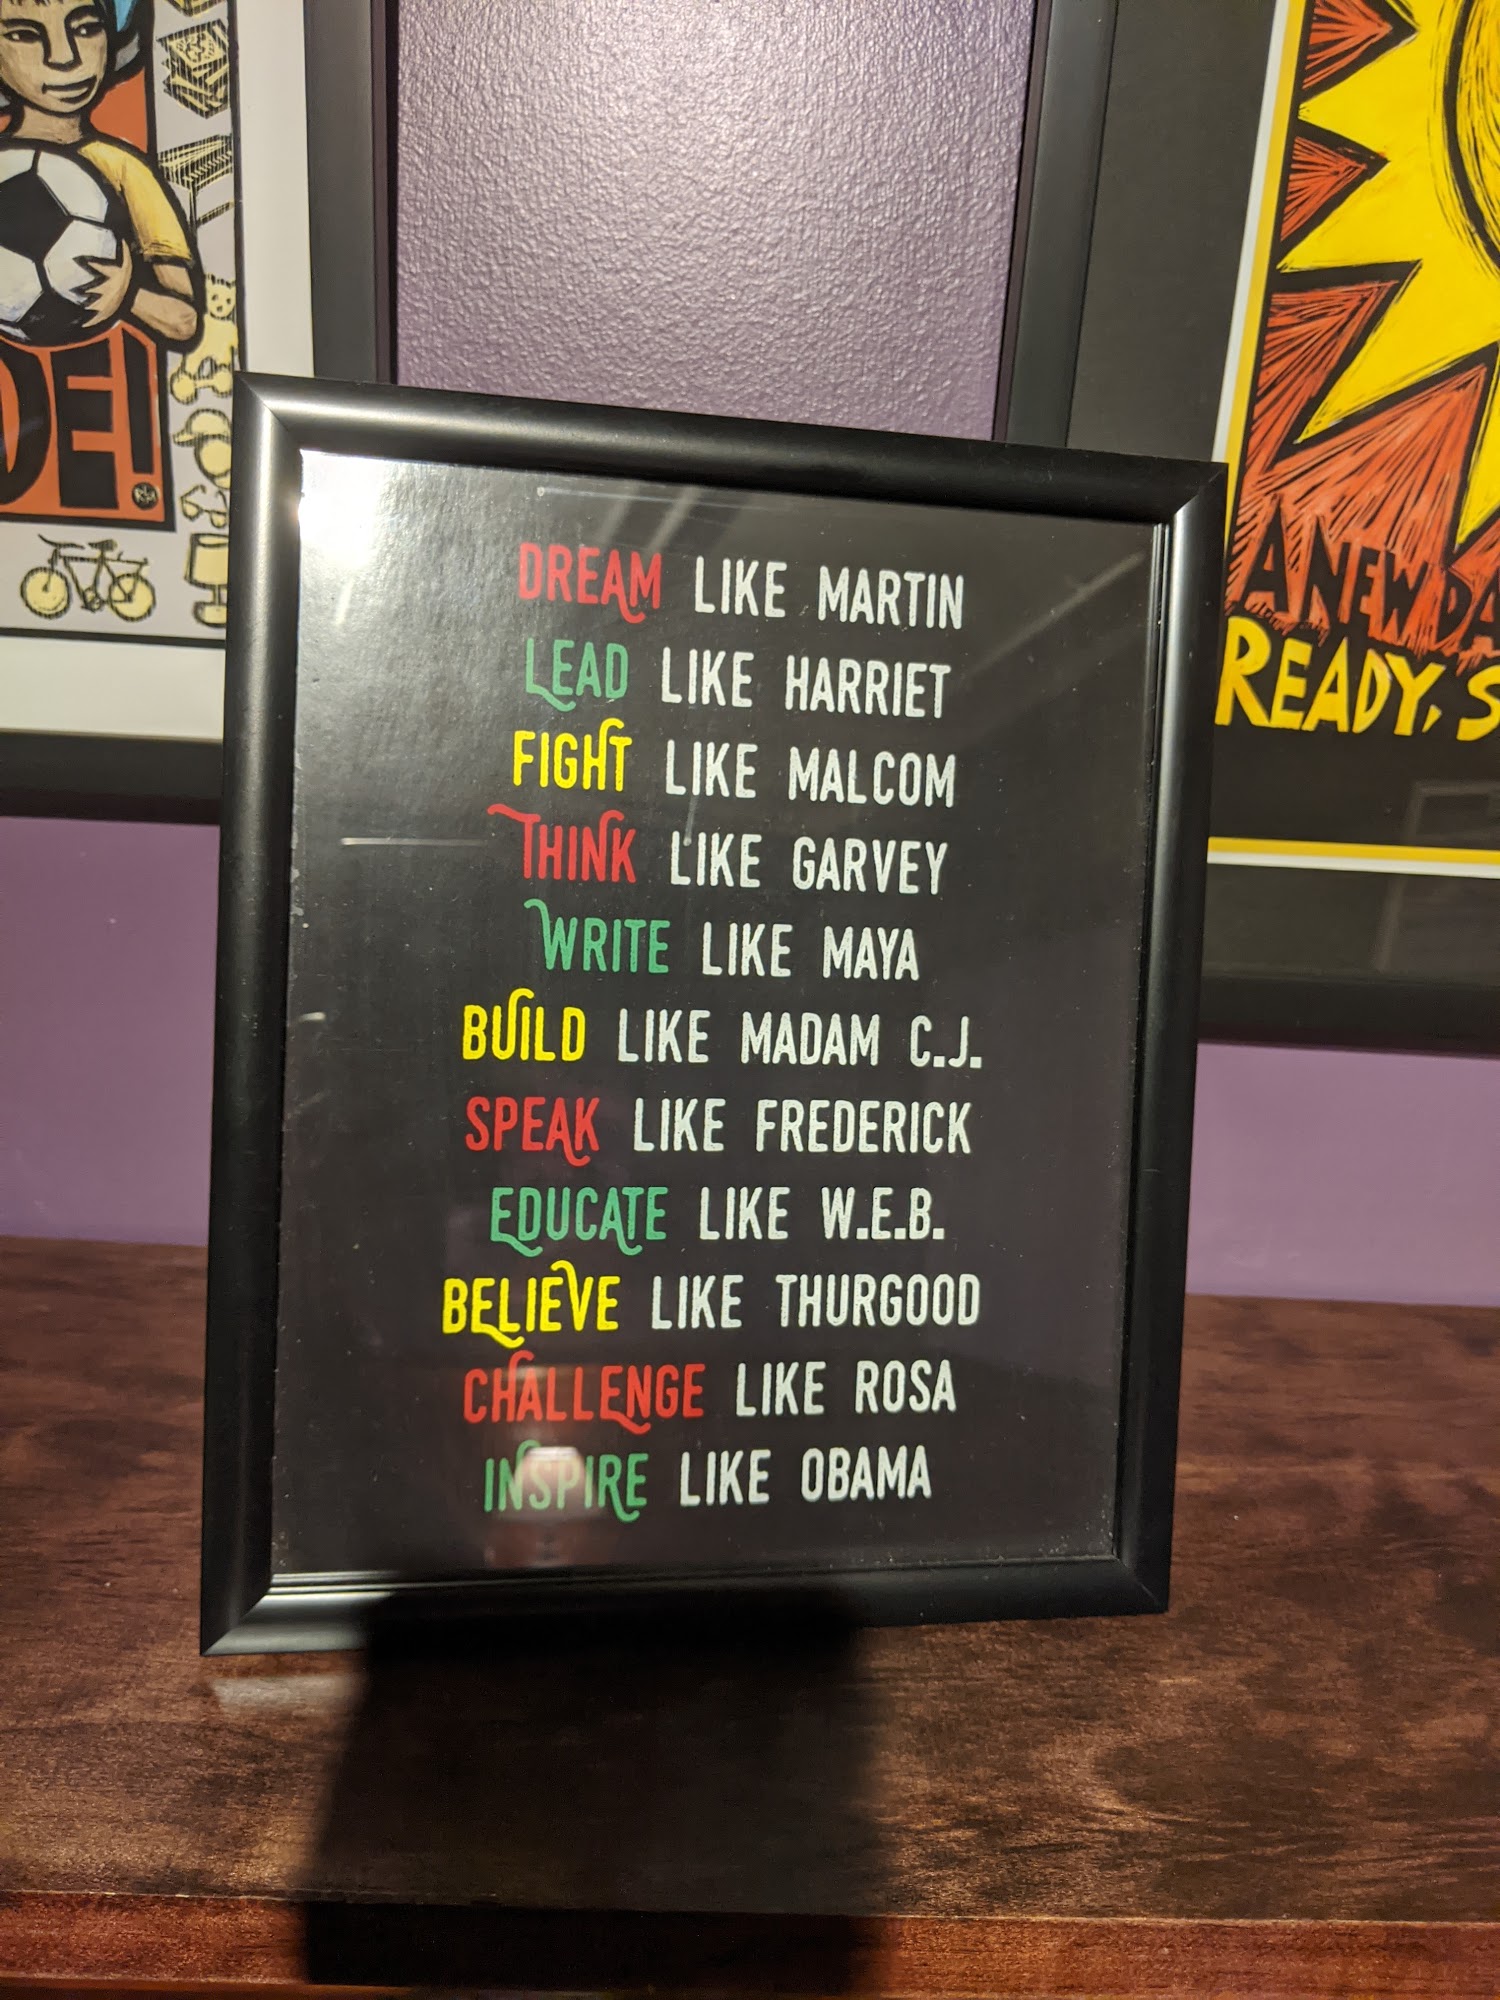 DE!
A NEW DA
READY, S
DREAM LIKE MARTIN
LEAD LIKE HARRIET
FIGHT LIKE MALCOM
THINK LIKE GARVEY
WRITE LIKE MAYA
BUILD LIKE MADAM C.J.
SPEAK LIKE FREDERICK
EDUCATE LIKE W.E.B.
BELIEVE LIKE THURGOOD
CHALLENGE LIKE ROSA
INSPIRE LIKE OBAMA